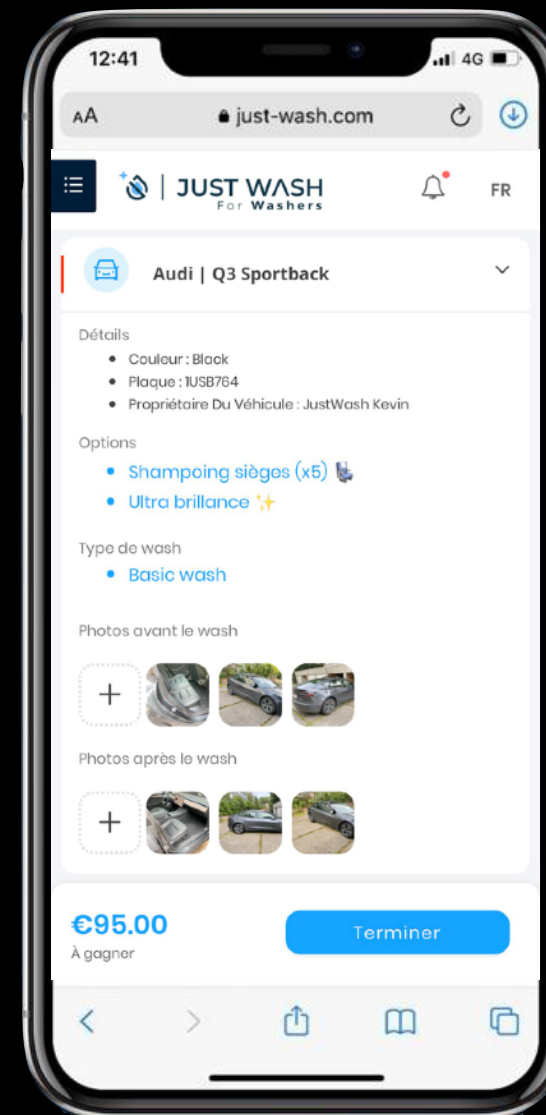 12:41
4G
AA
just-wash.com
JUST WASH
For Washers
FR
Audi | Q3 Sportback
Détails
Couleur : Black
Plaque : 1USB764
Propriétaire Du Véhicule : JustWash Kevin
Options
Shampoing sièges (x5) 💺
Ultra brillance ✨
Type de wash
Basic wash
Photos avant le wash
Photos après le wash
€95.00
À gagner
Terminer